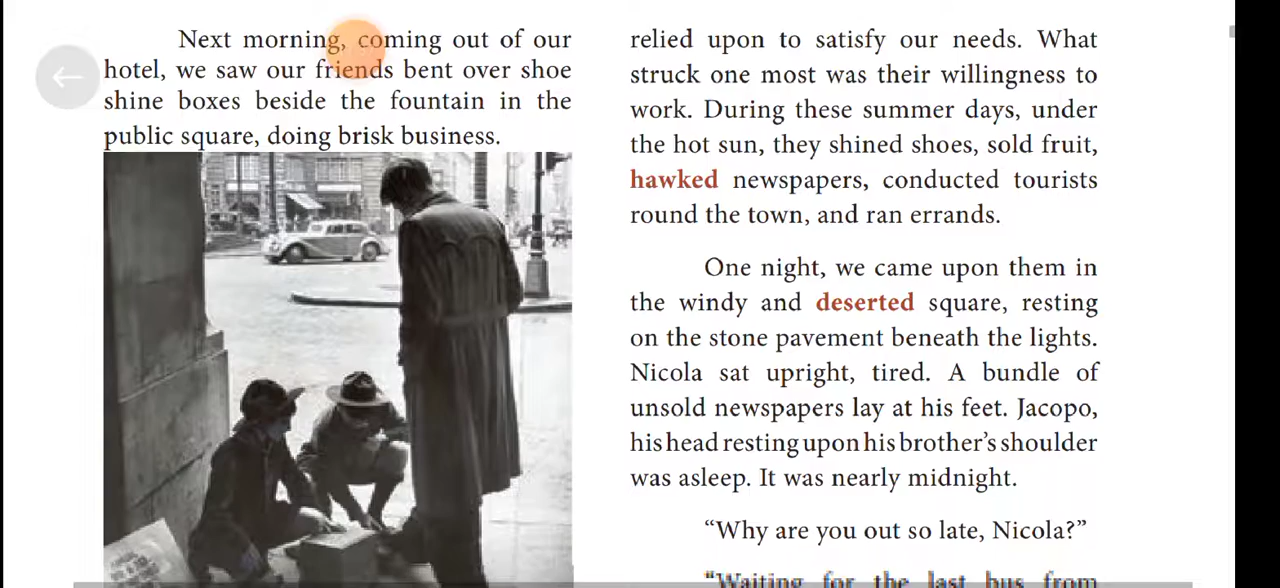 Next morning, coming out of our
hotel, we saw our friends bent over shoe
shine boxes beside the fountain in the
public square, doing brisk business.
relied upon to satisfy our needs. What
struck one most was their willingness to
work. During these summer days, under
the hot sun, they shined shoes, sold fruit,
hawked newspapers, conducted tourists
round the town, and ran errands.
One night, we came upon them in
the windy and deserted square, resting
on the stone pavement beneath the lights.
Nicola sat upright, tired. A bundle of
unsold newspapers lay at his feet. Jacopo,
his head resting upon his brother’s shoulder
was asleep. It was nearly midnight.
“Why are you out so late, Nicola?”
“Waiting for the last bus from